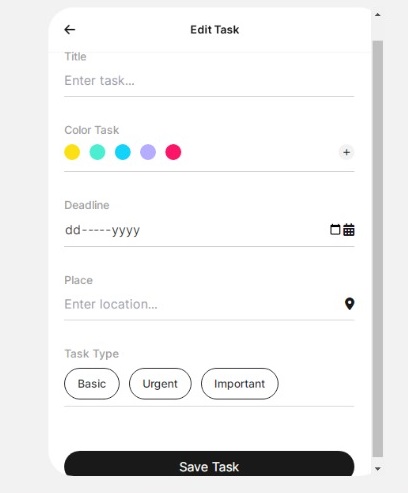 Edit Task
Title
Enter task...
Color Task
+
Deadline
dd-----yyyy
Place
Enter location...
Task Type
Basic Urgent Important
Save Task